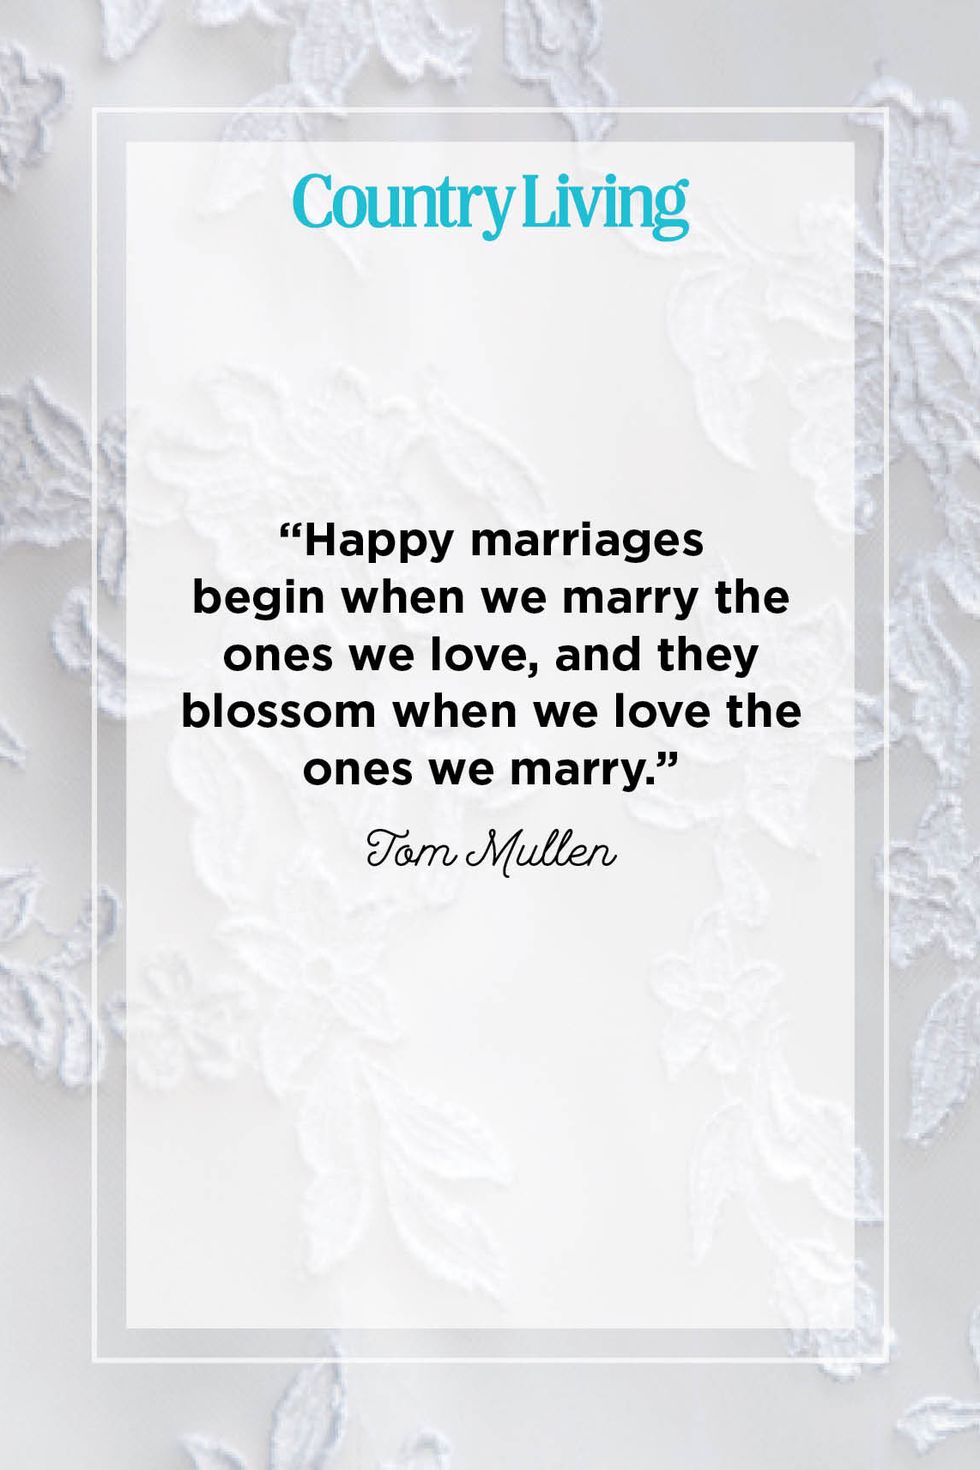 Country Living
“Happy marriages
begin when we marry the
ones we love, and they
blossom when we love the
ones we marry.”
Tom Mullen